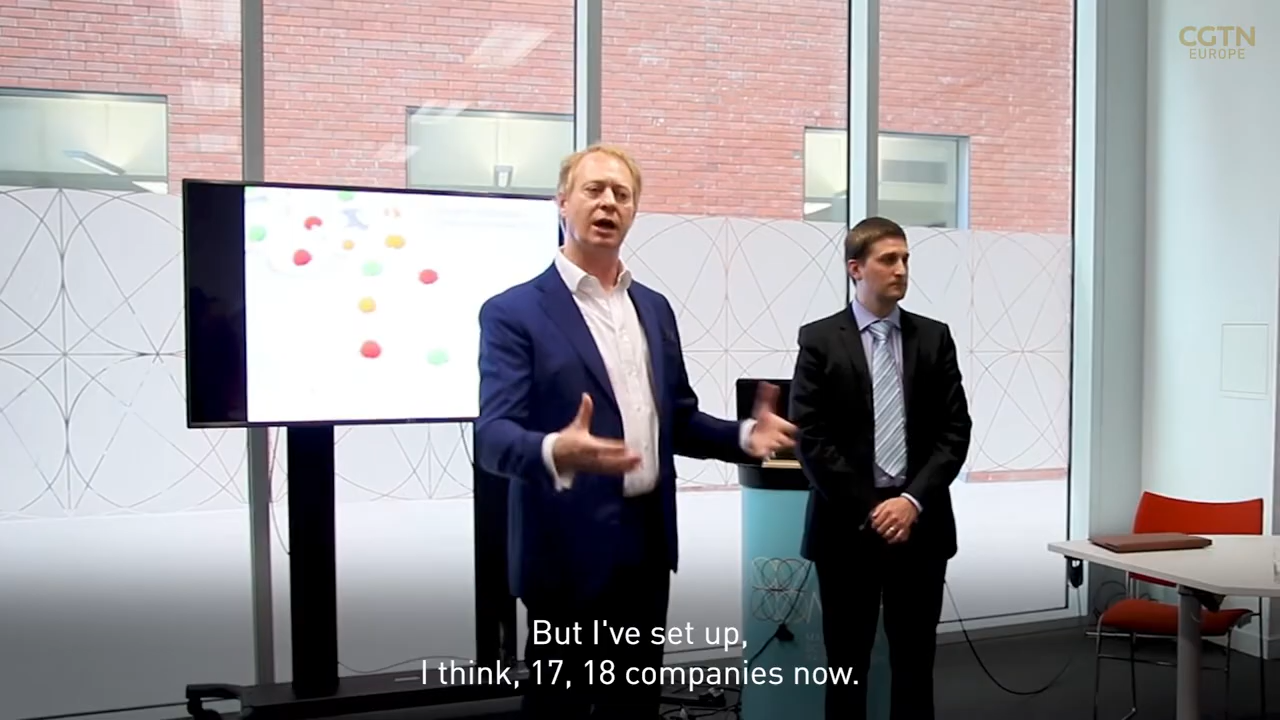 CGTN
EUROPE
But I've set up,
I think, 17, 18 companies now.